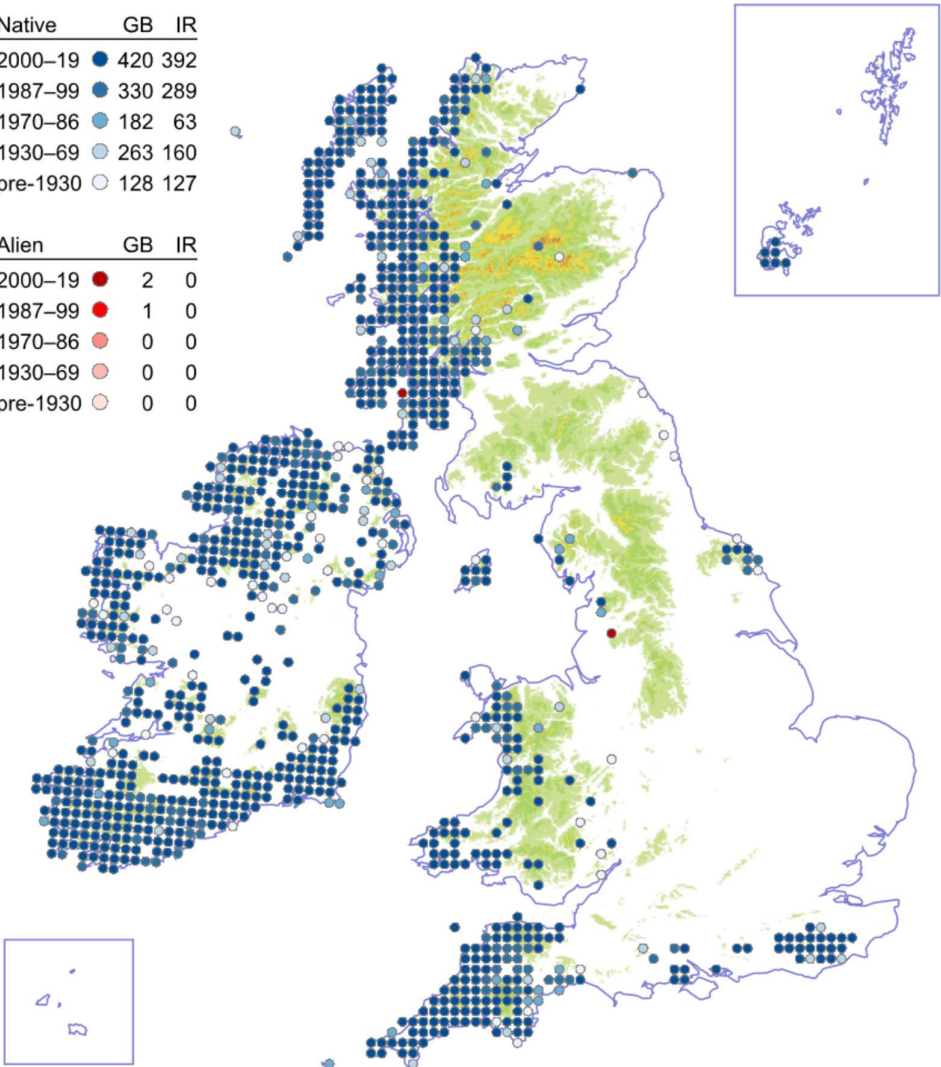 Native GB IR
2000–19 420 392
1987–99 330 289
1970–86 182 63
1930–69 263 160
pre-1930 128 127
Alien GB IR
2000–19 2 0
1987–99 1 0
1970–86 0 0
1930–69 0 0
pre-1930 0 0